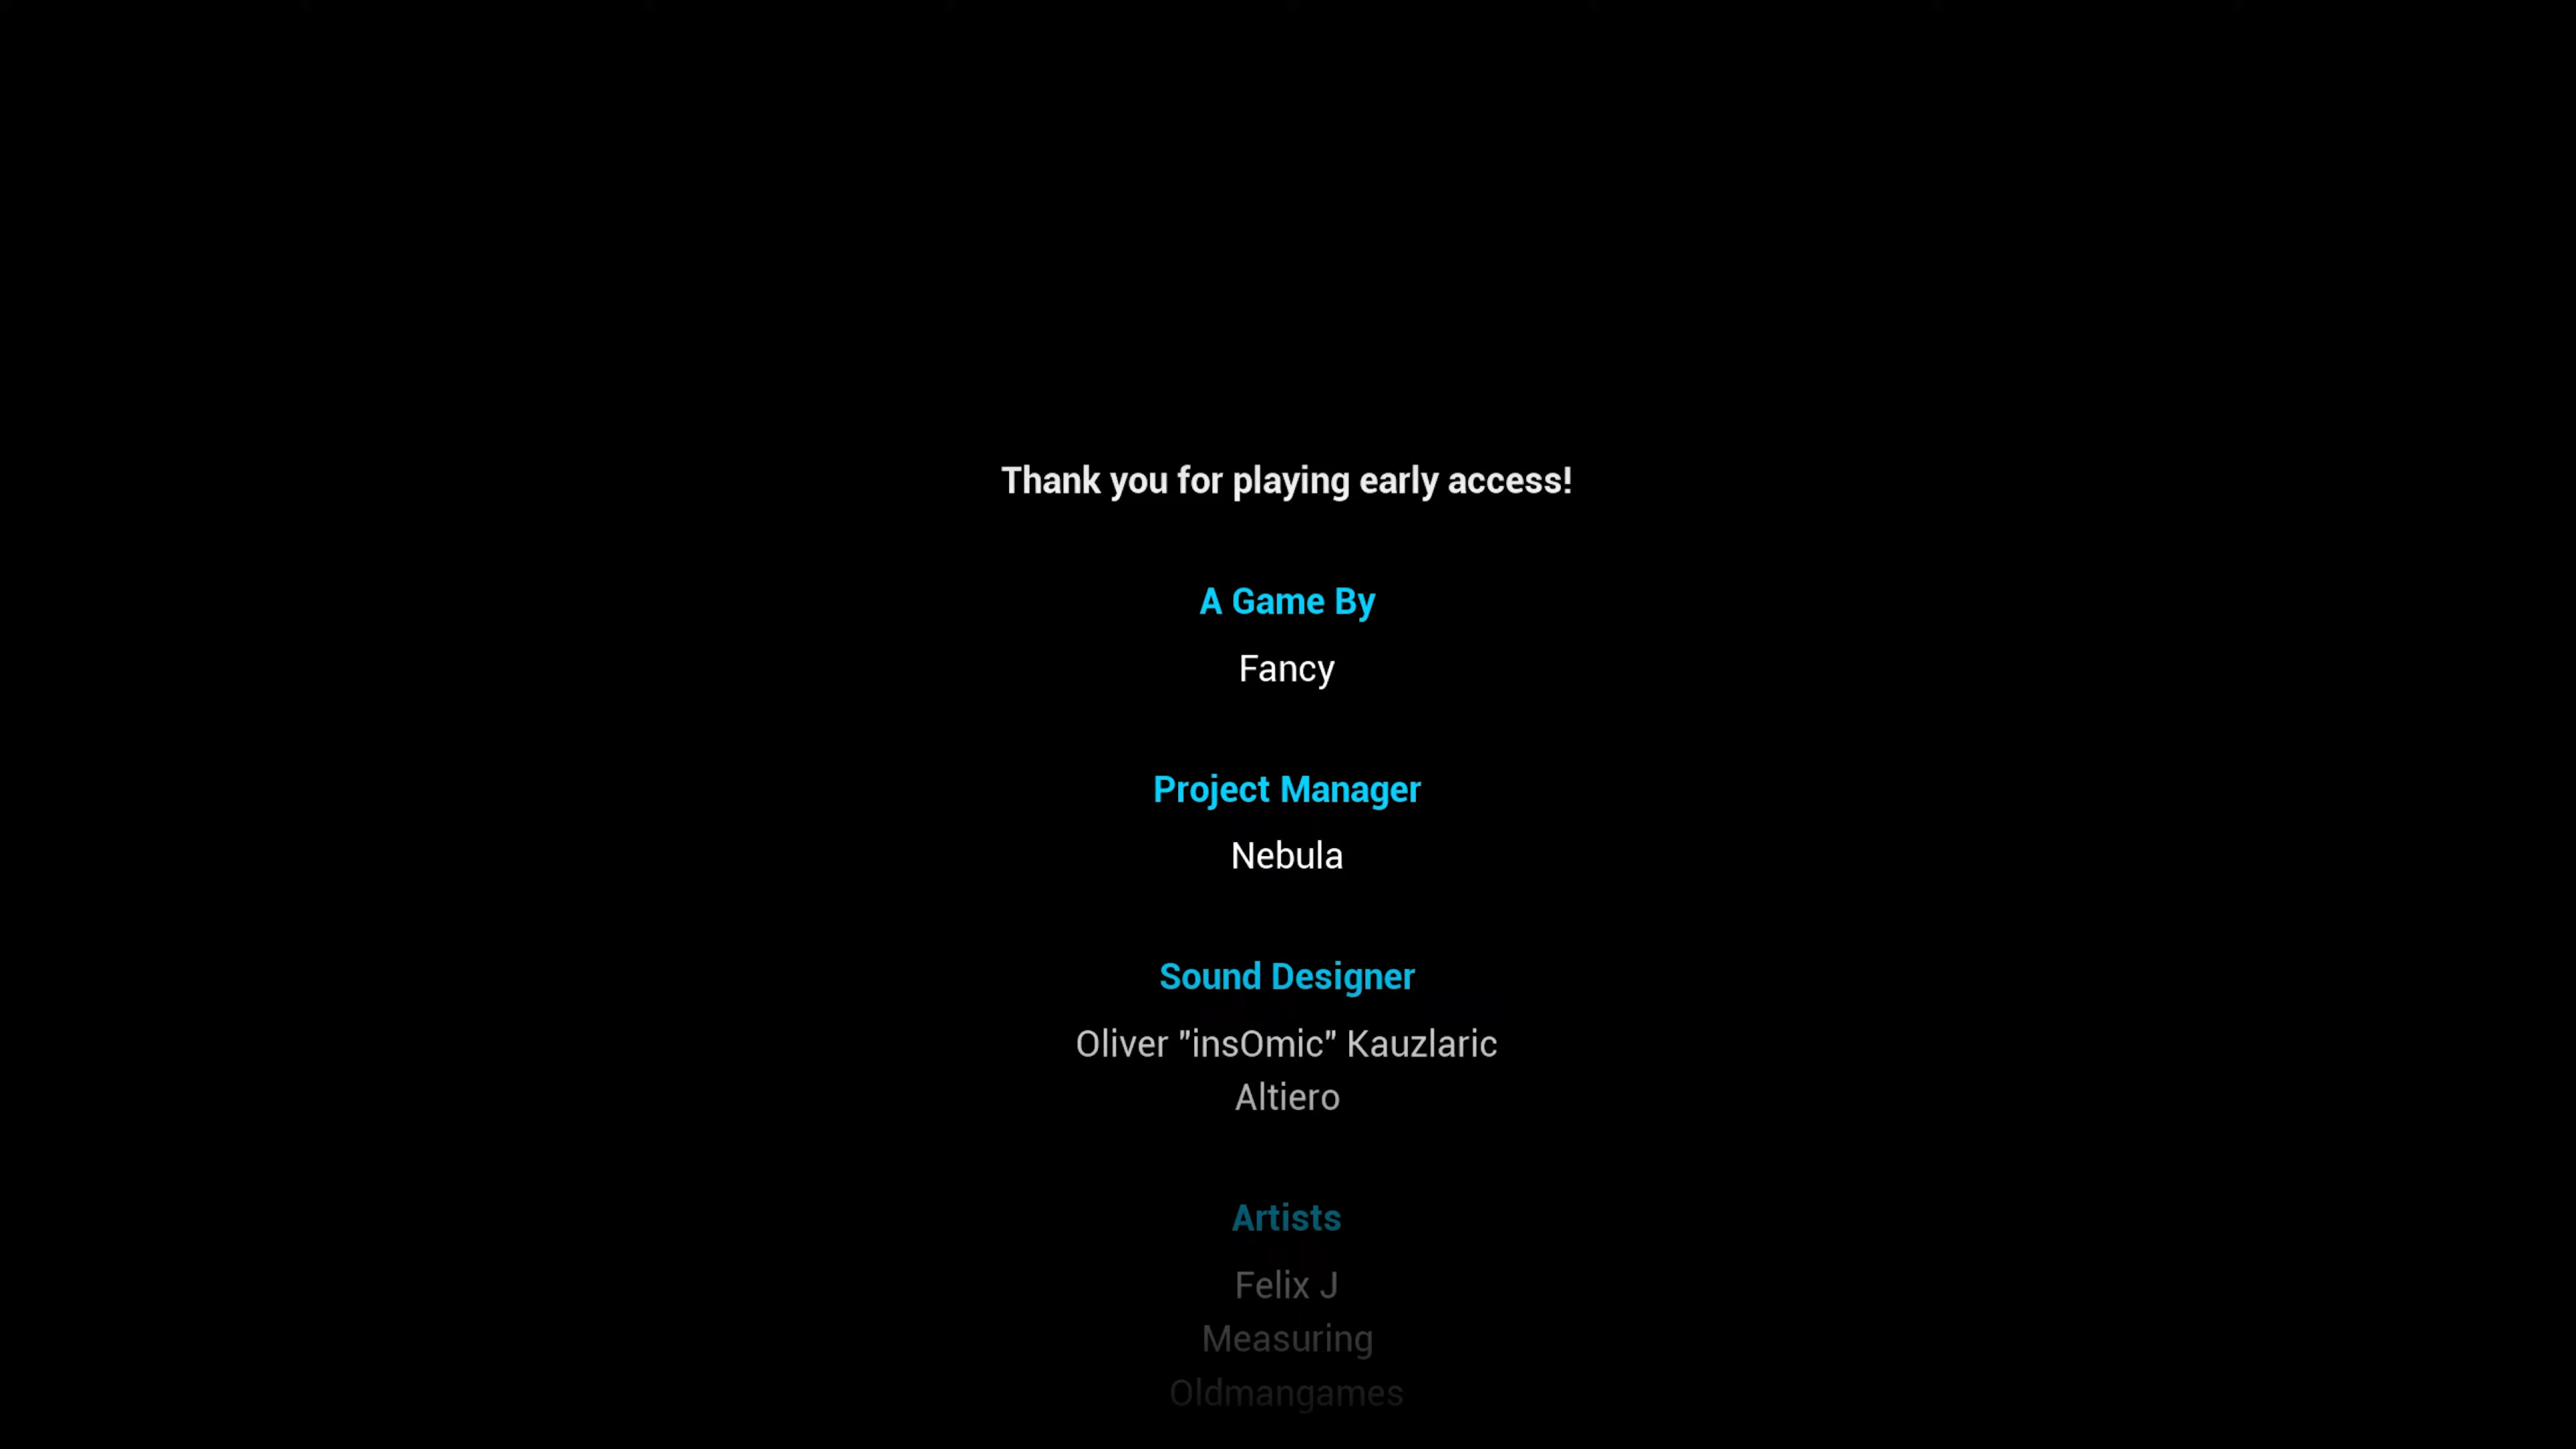 Thank you for playing early access!
A Game By
Fancy
Project Manager
Nebula
Sound Designer
Oliver "insOmic" Kauzlaric
Altiero
Artists
Felix J
Measuring
Oldmangames